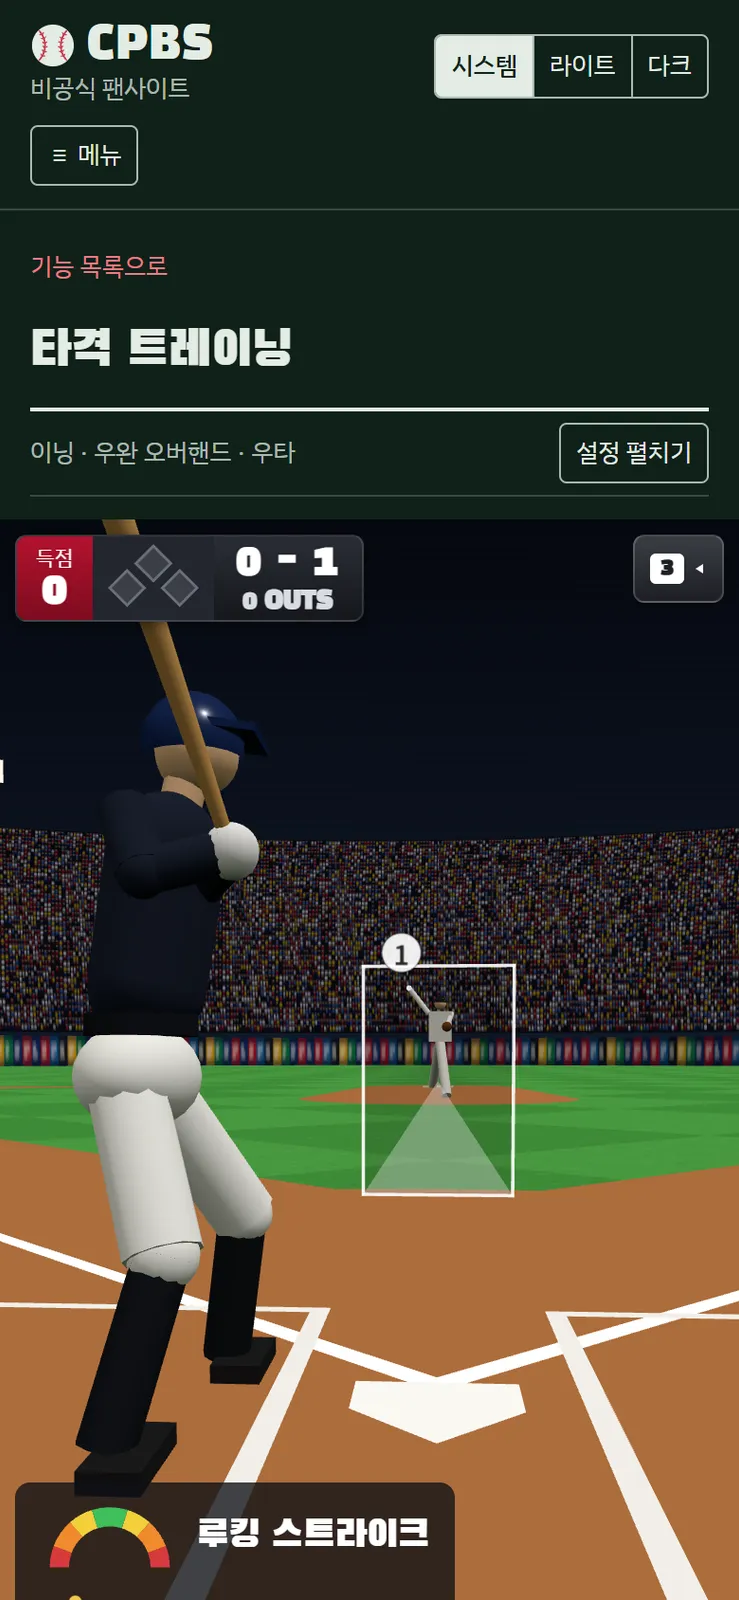 CPBS
비공식 팬사이트
시스템 라이트 다크
≡ 메뉴
기능 목록으로
타격 트레이닝
이닝 · 우완 오버핸드 · 우타
설정 펼치기
득점
0
0 - 1
0 OUTS
3
1
루킹 스트라이크